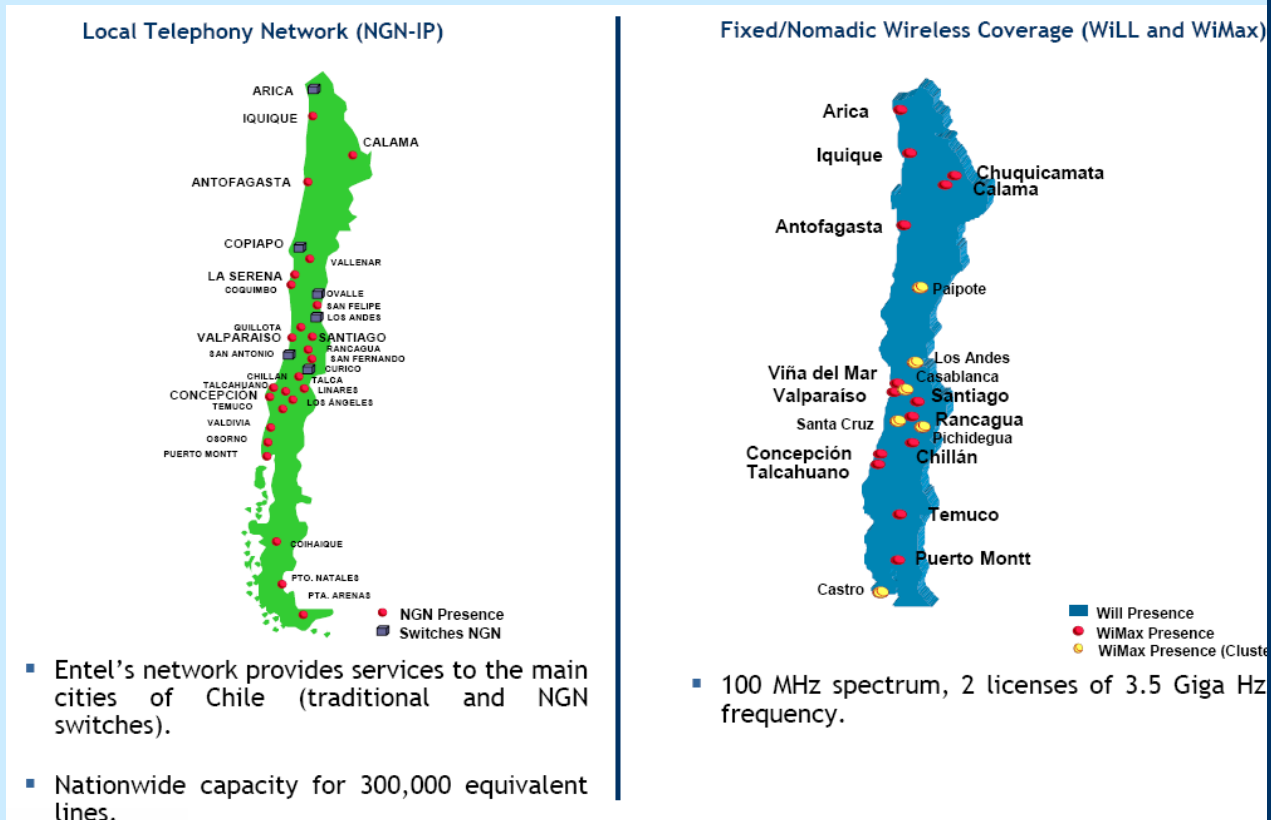 Local Telephony Network (NGN-IP)
ARICA
IQUIQUE
CALAMA
ANTOFAGASTA
COPIAPO
VALLENAR
LA SERENA
COQUIMBO
OVALLE
SAN FELIPE
LOS ANDES
QUILLOTA
VALPARAISO
SANTIAGO
RANCAGUA
SAN ANTONIO
SAN FERNANDO
CURICO
CHILLAN
TALCA
TALCAHUANO
LINARES
CONCEPCIÓN
LOS ÁNGELES
TEMUCO
VALDIVIA
OSORNO
PUERTO MONTT
COIHAIQUE
PTO. NATALES
PTA. ARENAS
NGN Presence
Switches NGN
Entel's network provides services to the main
cities of Chile (traditional and NGN
switches).
Nationwide capacity for 300,000 equivalent
lines.
Fixed/Nomadic Wireless Coverage (WiLL and WiMax)
Arica
Iquique
Chuquicamata
Calama
Antofagasta
Paipote
Los Andes
Viña del Mar
Casablanca
Valparaíso
Santiago
Santa Cruz
Rancagua
Pichidegua
Concepción
Chillán
Talcahuano
Temuco
Puerto Montt
Castro
Will Presence
WiMax Presence
WiMax Presence (Cluste
100 MHz spectrum, 2 licenses of 3.5 Giga Hz
frequency.